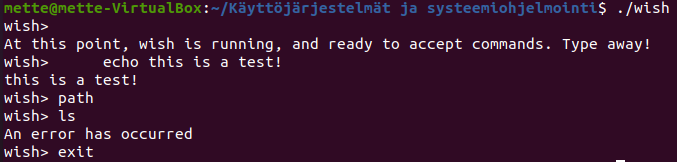 mette@mette-VirtualBox:~/Käyttöjärjestelmät ja systeemiohjelmointi$ ./wish
wish>
At this point, wish is running, and ready to accept commands. Type away!
wish>      echo this is a test!
this is a test!
wish> path
wish> ls
An error has occurred
wish> exit